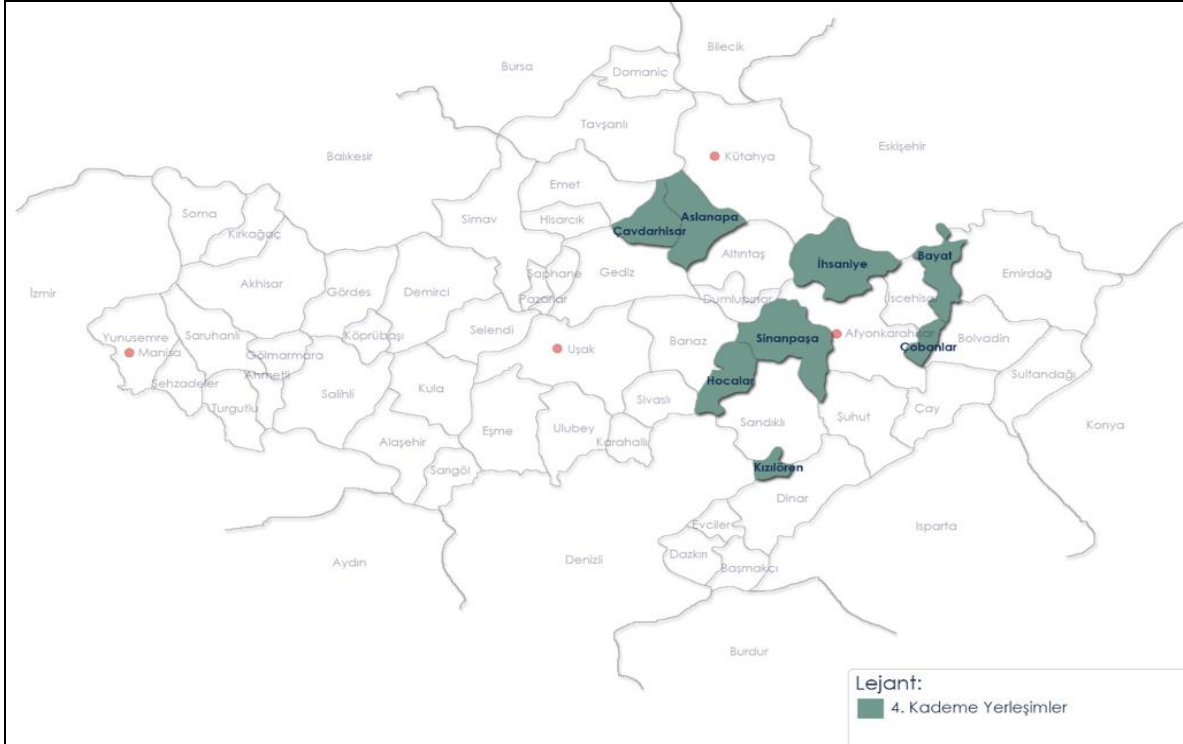 Bilecik
Bursa
Domaniç
Tavşanlı
Eskişehir
Balıkesir
Kütahya
Emet
Soma
Aslanapa
Simav
Hisarcık
Kırkağaç
Çavdarhisar
Bayat
Altıntaş
İhsaniye
Gediz
Saphane
Emirdağ
Akhisar
İzmir
Gördes
Demirci
Pazarlar
Dumlupınar
İscehisar
Köprübaşı
Selendi
Saruhanlı
Yunusemre
Afyonkarahisar
Bolvadin
Sinanpaşa
Banaz
Çobanlar
Manisa
Uşak
Gölmarmara
Ahmetli
Sultandağı
Şehzadeler
Hocalar
Kula
Salihli
Sivaslı
Turgutlu
Çay
Şuhut
Sandıklı
Konya
Ulubey
Eşme
Alaşehir
Karahallı
Kızılören
Sarıgöl
Dinar
Evciler
Isparta
Dazkırı
Denizli
Aydın
Başmakçı
Burdur
Lejant:
4. Kademe Yerleşimler